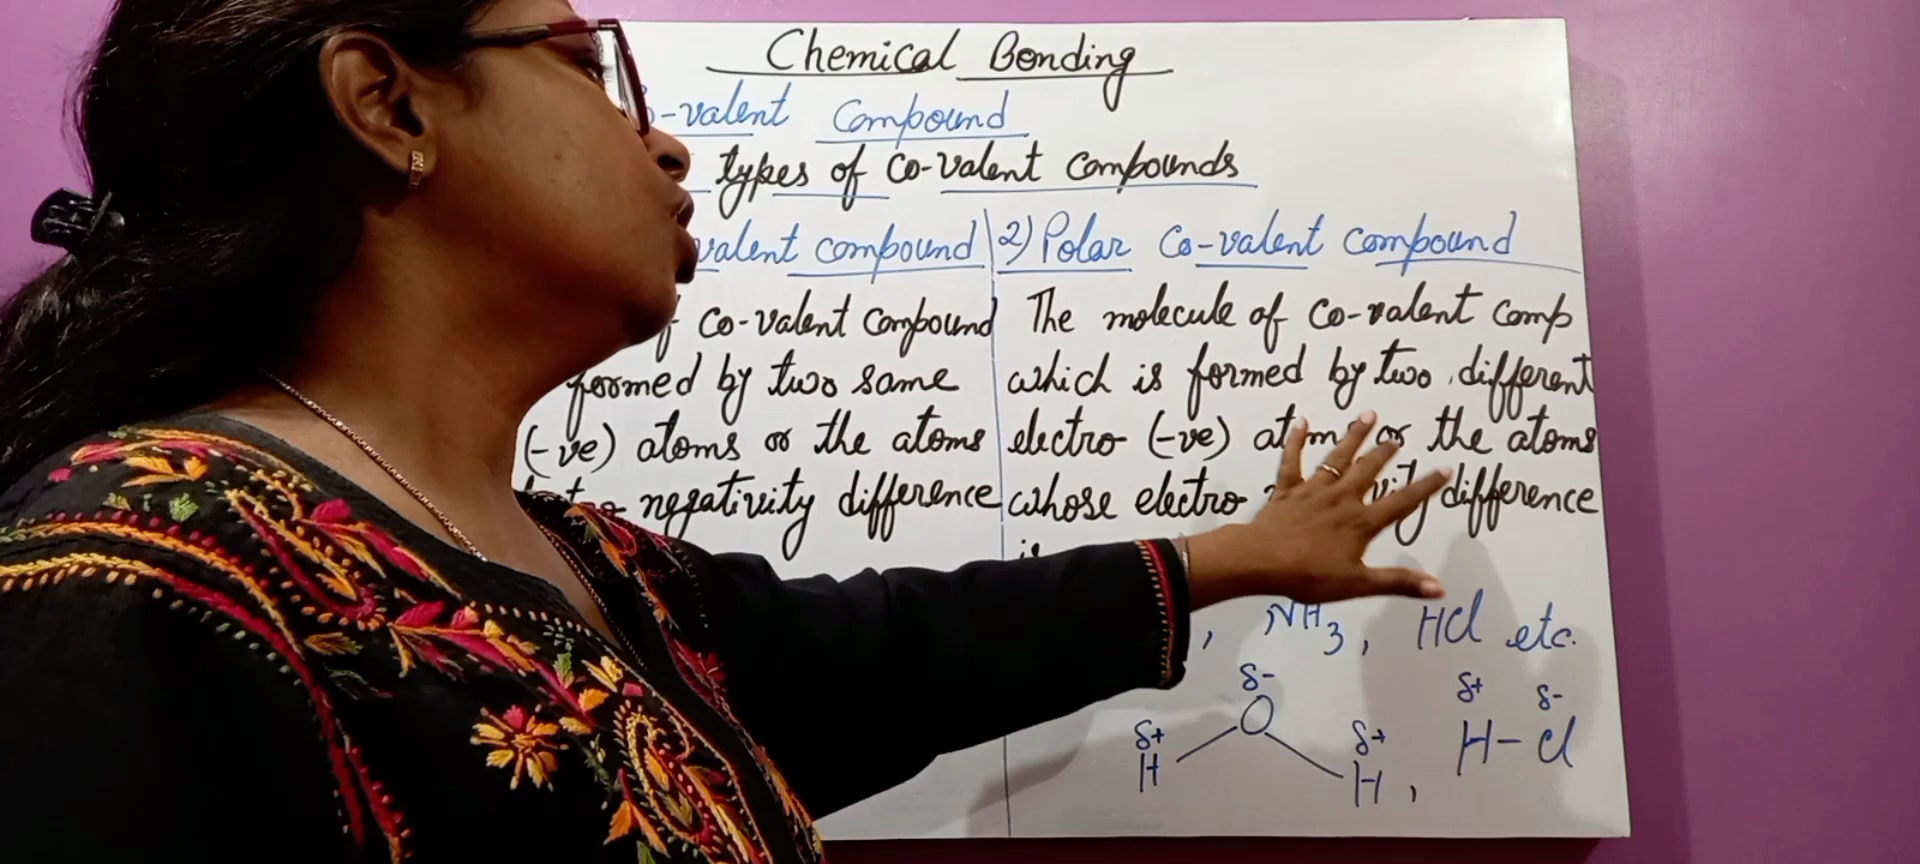 Chemical Bonding
-valent Compound
types of Co-valent Compounds
valent compound
Co-valent Compound
formed by two same
(-ve) atoms or the atoms
negativity difference
2) Polar Co-valent Compound
The molecule of Co-valent Comp
which is formed by two different
electro (-ve) atoms or the atoms
whose electro difference
is
, NH3, HCl etc.
δ- δ+ δ-
O H-Cl
δ+ δ+
H H,